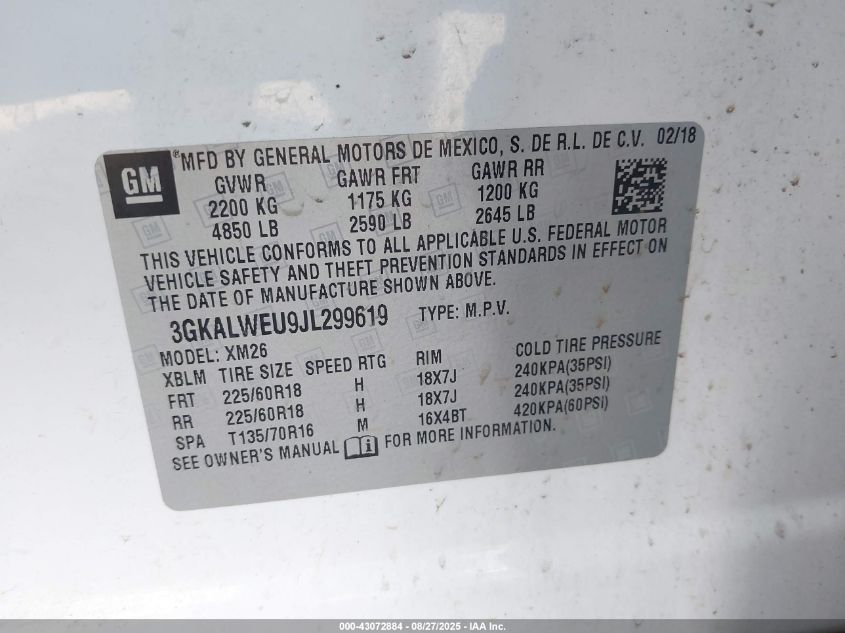 GM
®MFD BY GENERAL MOTORS DE MEXICO, S. DE R.L. DE C.V. 02/18
GVWR GAWR FRT GAWR RR
2200 KG 1175 KG 1200 KG
4850 LB 2590 LB 2645 LB
THIS VEHICLE CONFORMS TO ALL APPLICABLE U.S. FEDERAL MOTOR
VEHICLE SAFETY AND THEFT PREVENTION STANDARDS IN EFFECT ON
THE DATE OF MANUFACTURE SHOWN ABOVE.
3GKALWEU9JL299619 TYPE: M.P.V.
MODEL: XM26
XBLM TIRE SIZE SPEED RTG RIM COLD TIRE PRESSURE
FRT 225/60R18 H 18X7J 240KPA(35PSI)
RR 225/60R18 H 18X7J 240KPA(35PSI)
SPA T135/70R16 M 16X4BT 420KPA(60PSI)
SEE OWNER'S MANUAL FOR MORE INFORMATION.
000-43072884 - 08/27/2025 - IAA Inc.